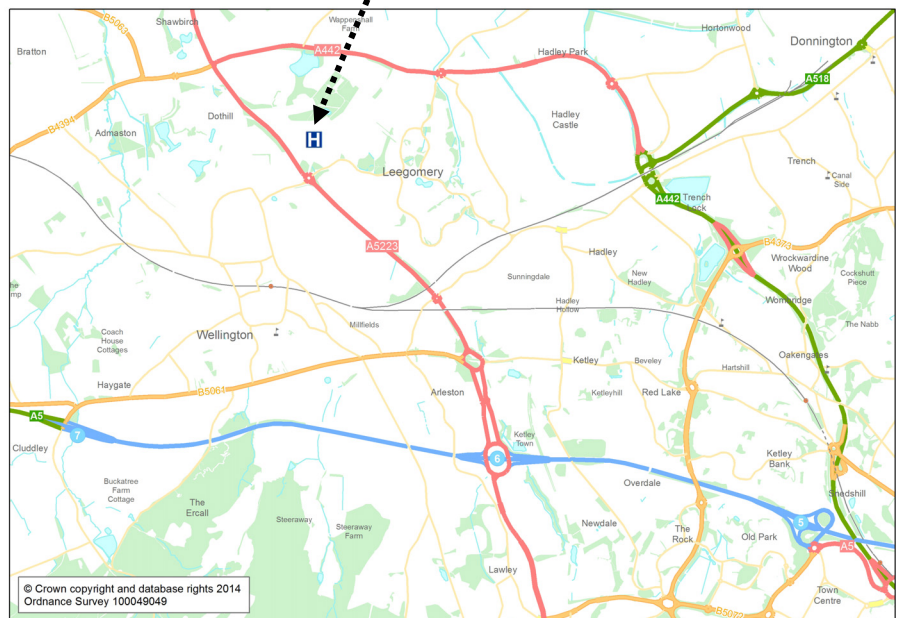 B5063
Shawbirch
Wappenshall
Farm
Hortonwood
Bratton
A442
Hadley Park
Donnington
A518
B4394
Admaston
Dothill
Hadley
Castle
H
Trench
Leegomery
Canal
Side
A442
Trench
Lock
A5223
B4373
Hadley
Wrockwardine
Wood
Sunningdale
New
Hadley
Cockshutt
Piece
The
mp
Hadley
Hollow
Wombridge
Coach
House
Cottages
Wellington
Millfields
The Nabb
Ketley
Beveley
Hartshill
Oakengates
Haygate
B5061
Arleston
Ketleyhill
Red Lake
A5
7
Cluddley
Ketley
Town
6
Ketley
Bank
Buckatree
Farm
Cottage
The
Ercall
Overdale
Snedshill
Steeraway
Steeraway
Farm
Newdale
The
Rock
Old Park
5
A5
Lawley
Town
Centre
B5072
© Crown copyright and database rights 2014
Ordnance Survey 100049049